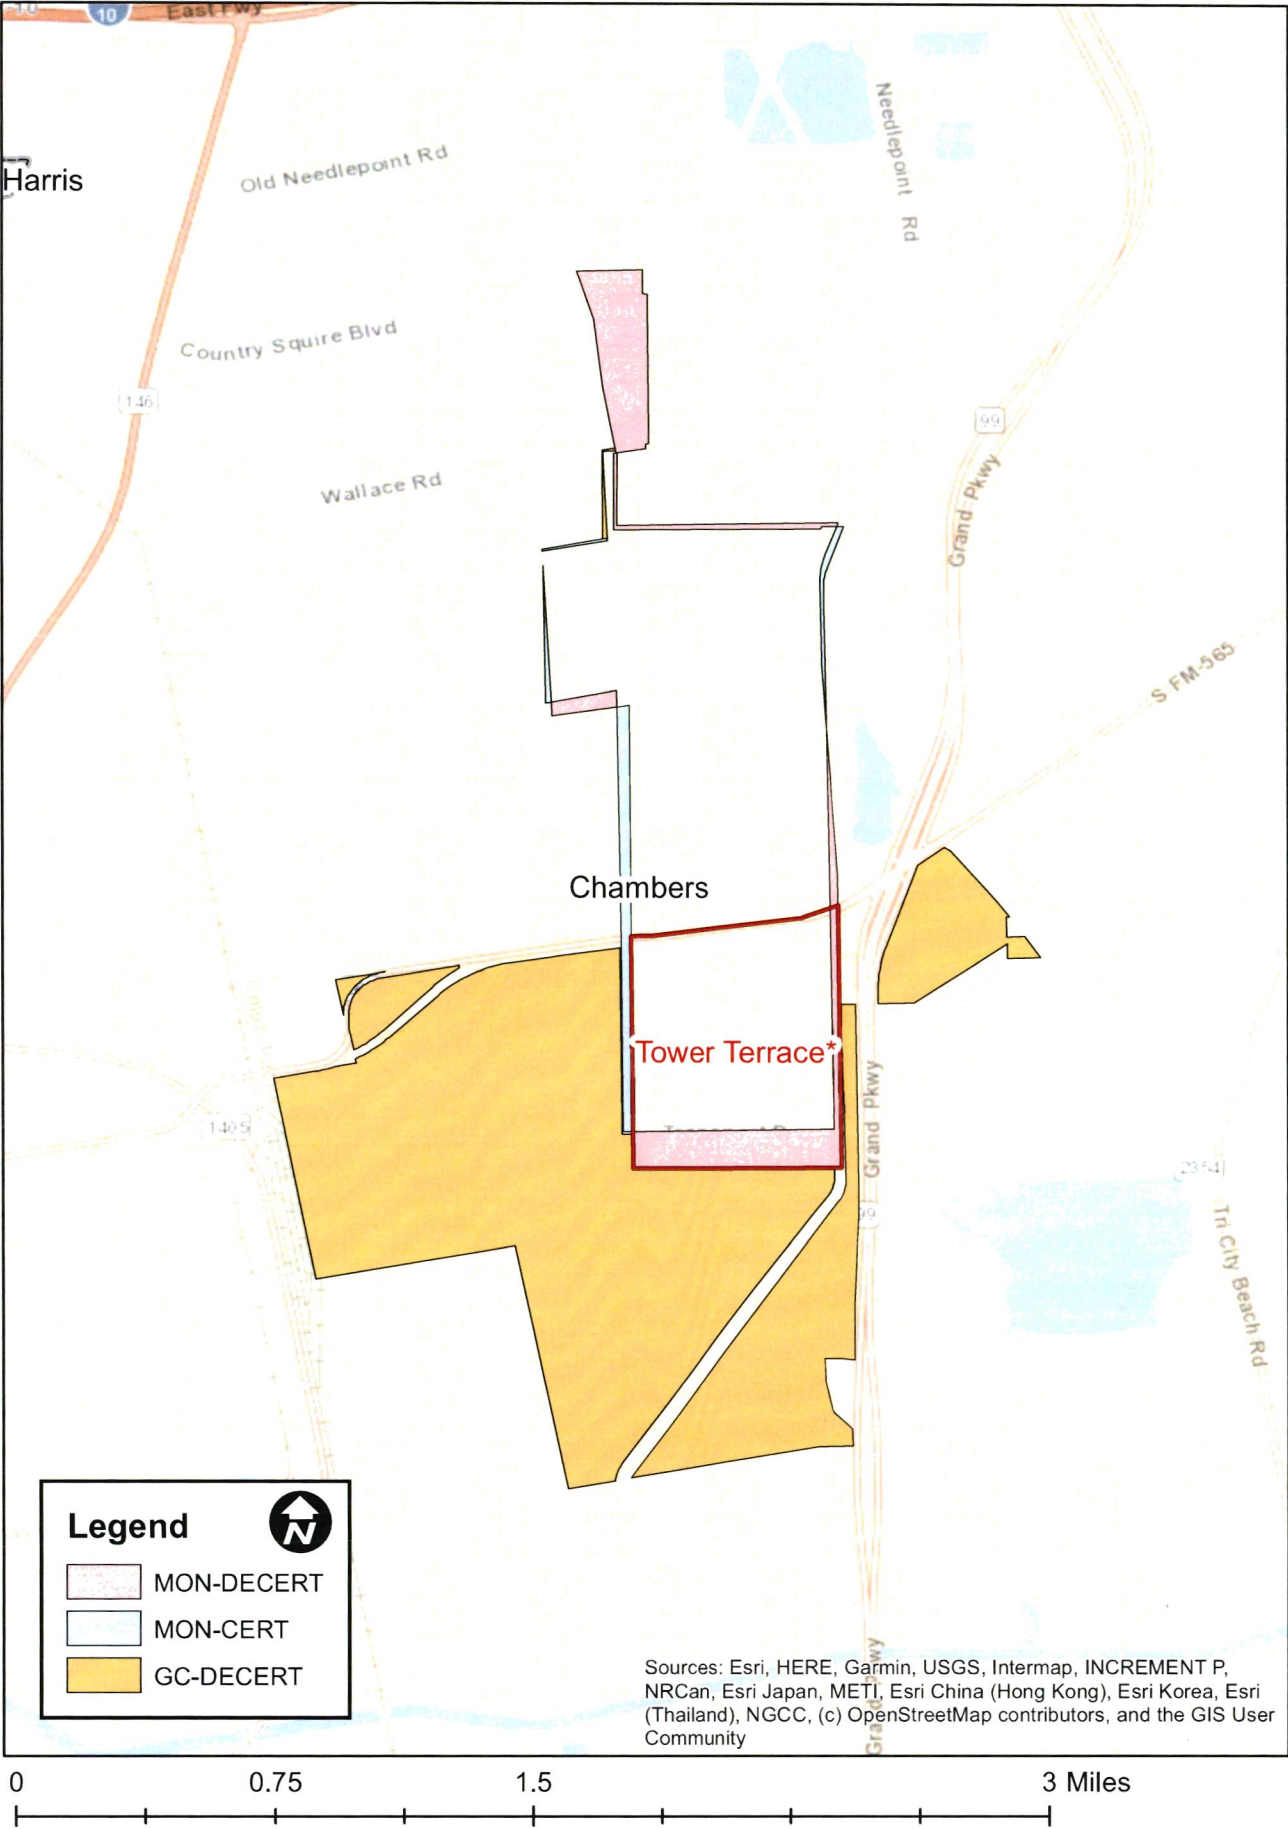 10
East Fwy
Needlepoint Rd
Old Needlepoint Rd
Harris
Country Squire Blvd
146
99
Wallace Rd
Grand Pkwy
S FM-565
Chambers
Tower Terrace*
Grand Pkwy
1405
2354
99
Tri City Beach Rd
Legend
N
MON-DECERT
MON-CERT
GC-DECERT
Grand Pkwy
Sources: Esri, HERE, Garmin, USGS, Intermap, INCREMENT P,
NRCan, Esri Japan, METI, Esri China (Hong Kong), Esri Korea, Esri
(Thailand), NGCC, (c) OpenStreetMap contributors, and the GIS User
Community
0 0.75 1.5 3 Miles